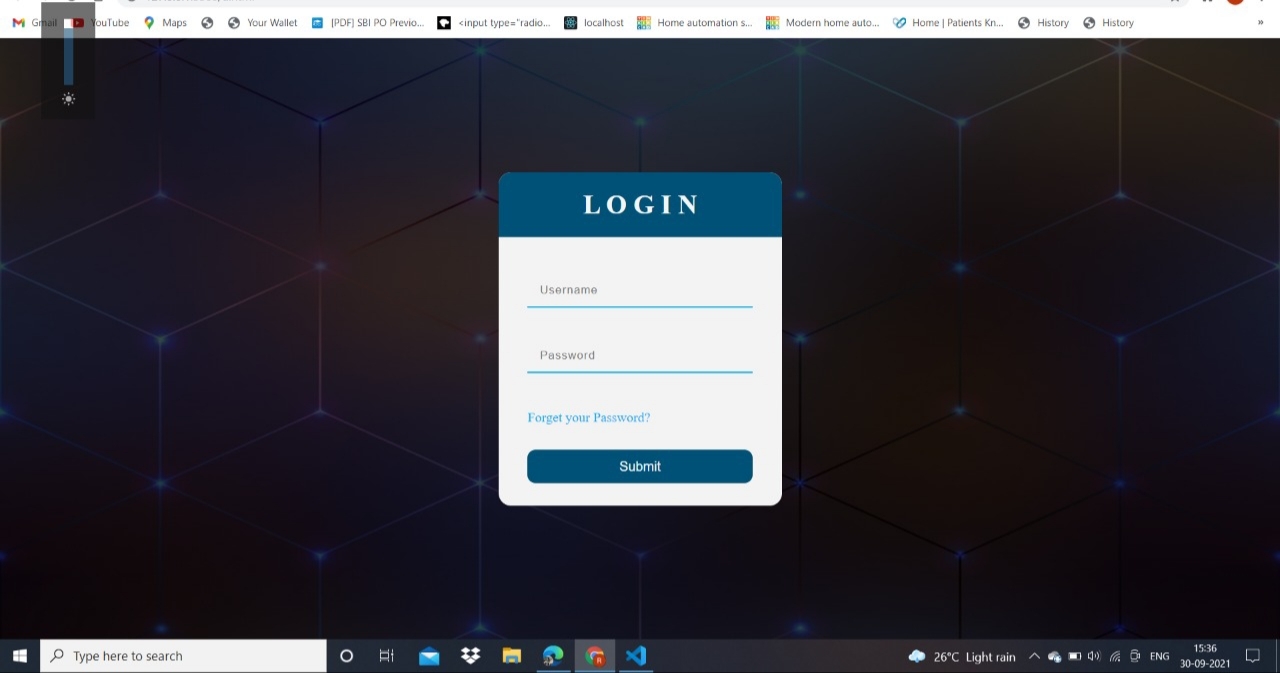 Gmail YouTube Maps Your Wallet [PDF] SBI PO Previo... <input type="radio... localhost Home automation s... Modern home auto... Home | Patients Kn... History History »
LOGIN
Username
Password
Forget your Password?
Submit
Type here to search 26°C Light rain ENG 15:36
30-09-2021